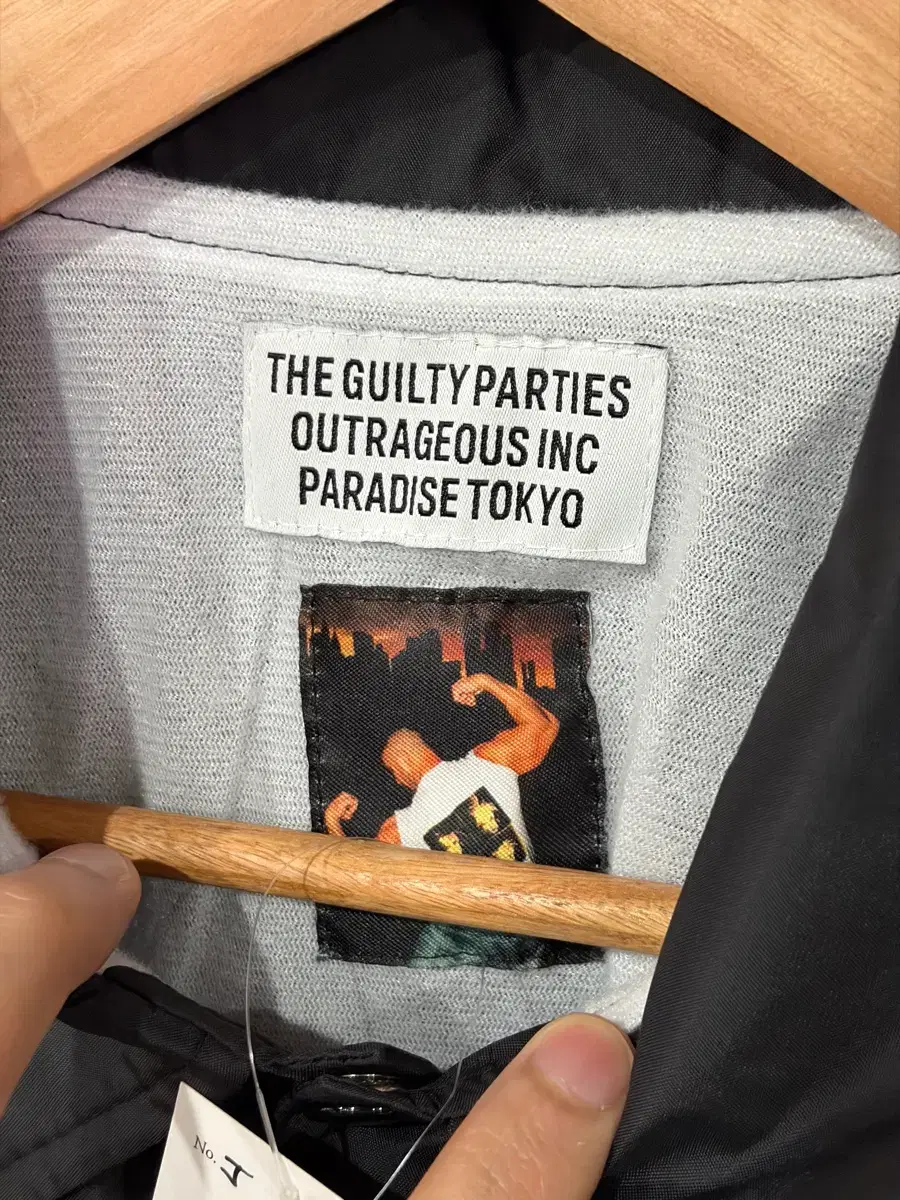 THE GUILTY PARTIES
OUTRAGEOUS INC
PARADISE TOKYO
No.